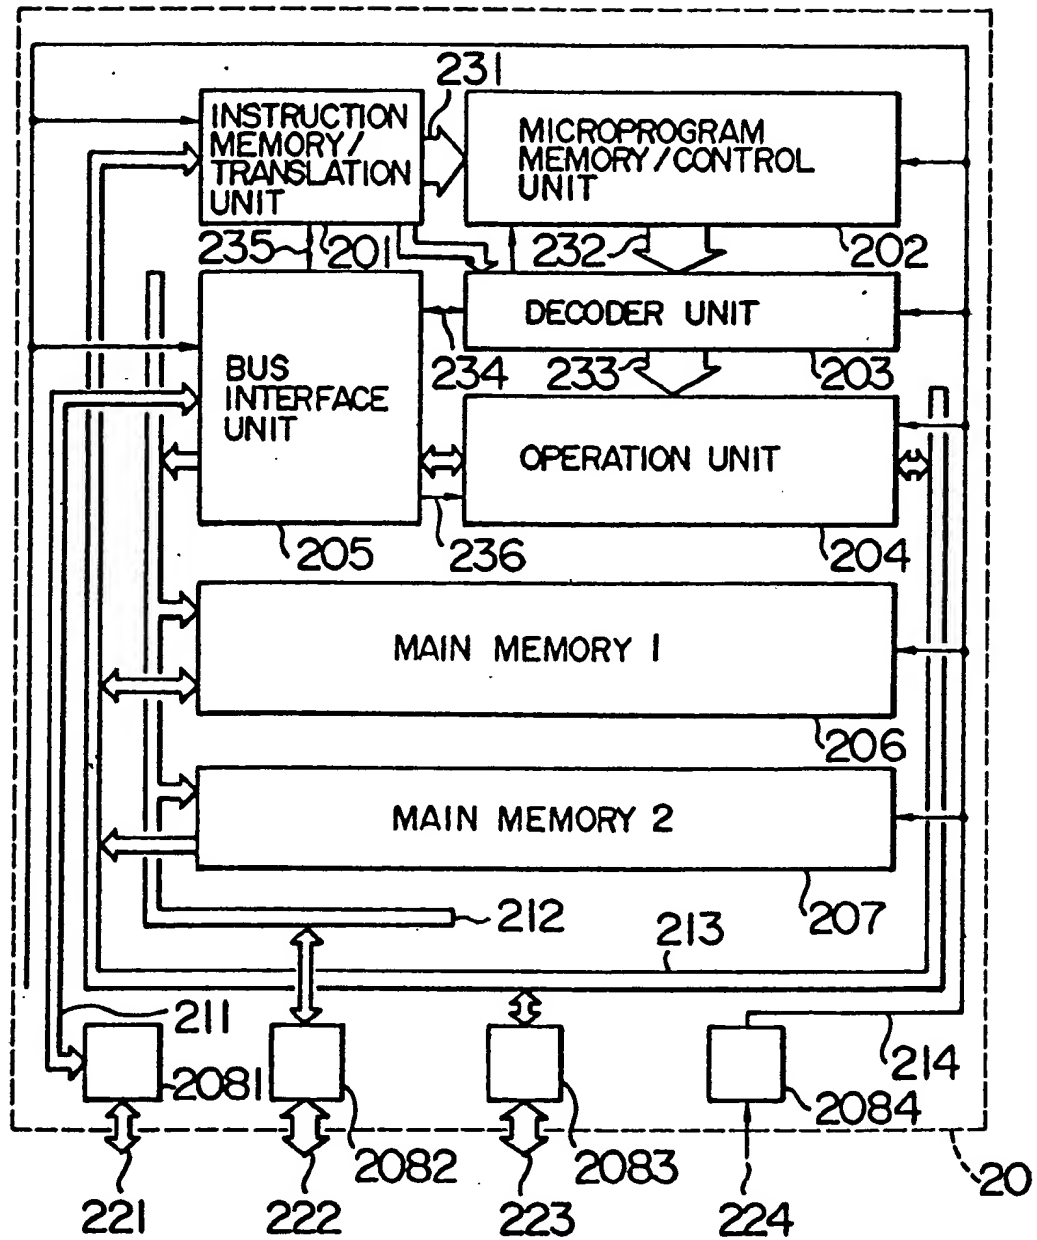 231
INSTRUCTION
MEMORY/
TRANSLATION
UNIT
MICROPROGRAM
MEMORY/CONTROL
UNIT
235
201
232
202
DECODER UNIT
234
233
203
BUS
INTERFACE
UNIT
OPERATION UNIT
205
236
204
MAIN MEMORY 1
206
MAIN MEMORY 2
207
212
213
211
214
2081
2082
2083
2084
20
221
222
223
224